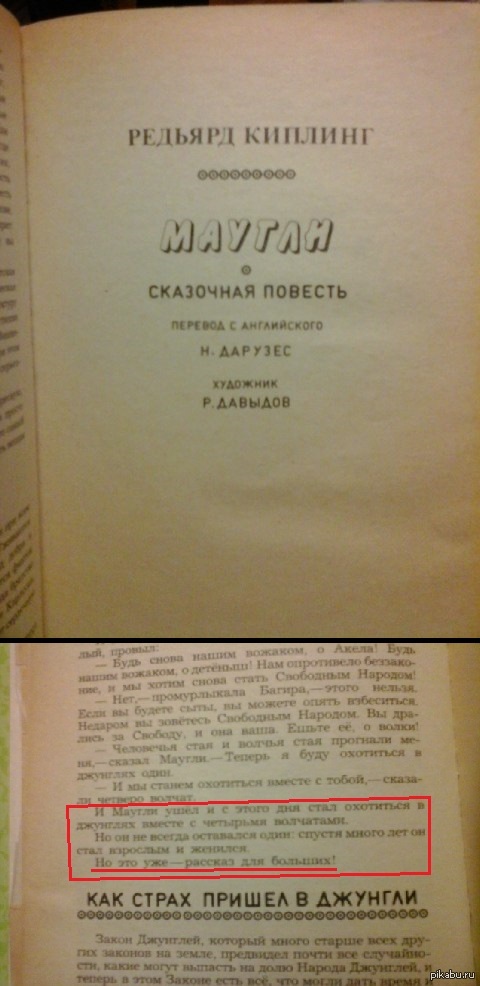 РЕДЬЯРД КИПЛИНГ
МАУГЛИ
СКАЗОЧНАЯ ПОВЕСТЬ
ПЕРЕВОД С АНГЛИЙСКОГО
Н. ДАРУЗЕС
ХУДОЖНИК
Р. ДАВЫДОВ
лый, провыл:
— Будь снова нашим вожаком, о Акела! Будь
нашим вожаком, о детёныш! Нам опротивело беззако-
ние, и мы хотим снова стать Свободным Народом!
— Нет,— промурлыкала Багира,— этого нельзя.
Если вы будете сыты, вы можете опять взбеситься.
Недаром вы зовётесь Свободным Народом. Вы дра-
лись за Свободу, и она ваша. Ешьте её, о волки!
— Человечья стая и волчья стая прогнали ме-
ня,— сказал Маугли.— Теперь я буду охотиться в
джунглях один.
— И мы станем охотиться вместе с тобой,— сказа-
ли четверо волчат.
И Маугли ушёл и с этого дня стал охотиться в
джунглях вместе с четырьмя волчатами.
Но он не всегда оставался один: спустя много лет он
стал взрослым и женился.
Но это уже — рассказ для больших!
КАК СТРАХ ПРИШЕЛ В ДЖУНГЛИ
Закон Джунглей, который много старше всех дру-
гих законов на земле, предвидел почти все случайно-
сти, какие могут выпасть на долю Народа Джунглей, и
теперь в этом Законе есть всё, что могли дать время и
pikabu.ru